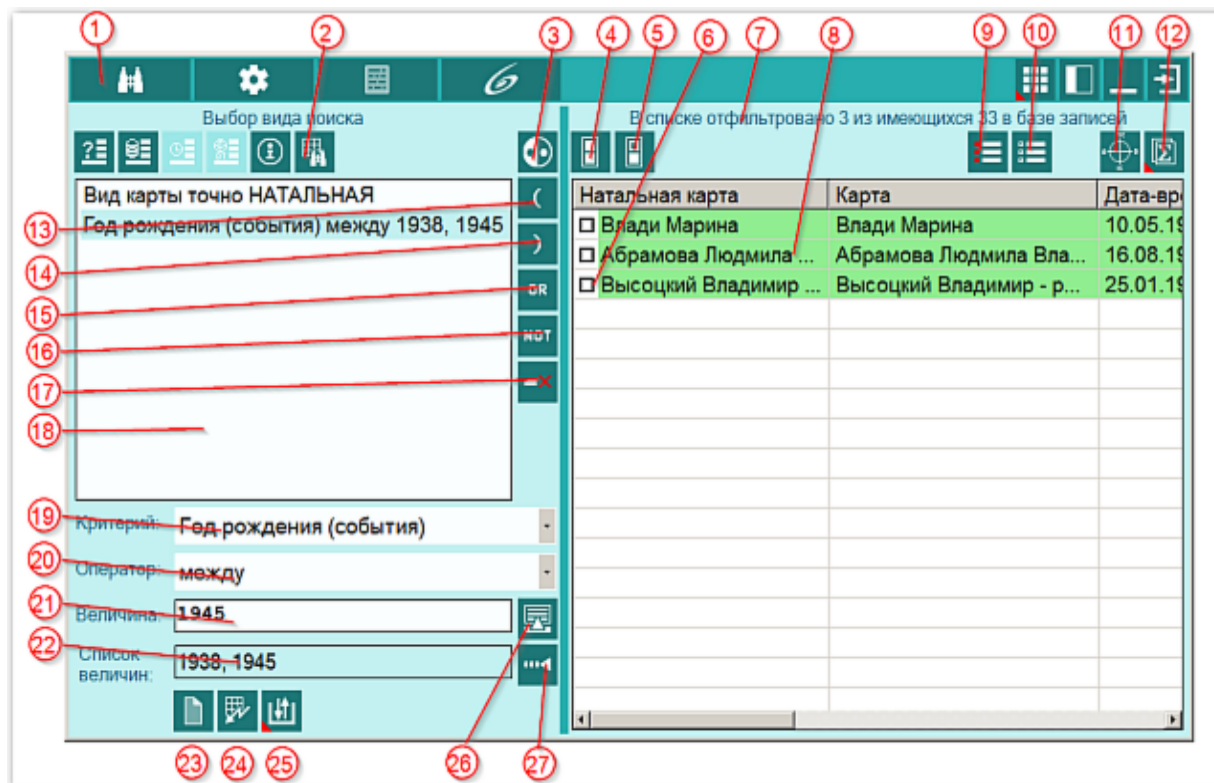 1 2 3 4 5 6 7 8 9 10 11 12
Выбор вида поиска
В списке отфильтровано 3 из имеющихся 33 в базе записей
Вид карты точно НАТАЛЬНАЯ
Год рождения (события) между 1938, 1945
(
)
OR
NOT
13
14
15
16
17
18
Натальная карта Карта Дата-вре
Влади Марина Влади Марина 10.05.19
Абрамова Людмила ... Абрамова Людмила Вла... 16.08.19
Высоцкий Владимир ... Высоцкий Владимир - р... 25.01.19
19 Критерий: Год рождения (события)
20 Оператор: между
21 Величина: 1945
22 Список величин: 1938, 1945
23 24 25 26 27